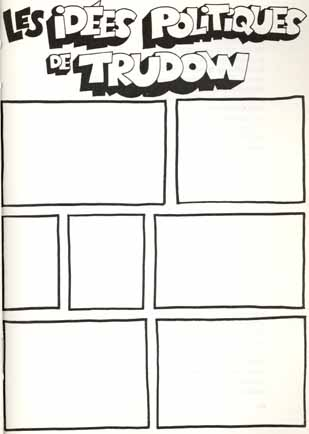 LES IDÉES POLITIQUES
DE TRUDOW